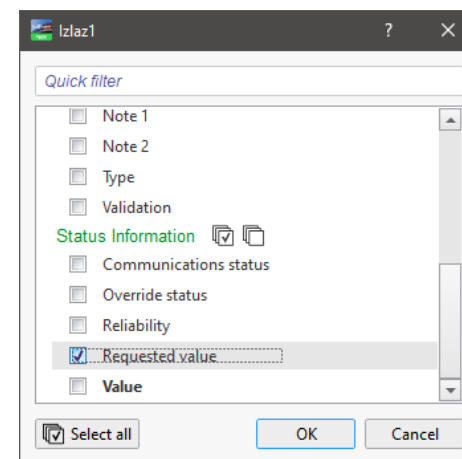 Izlaz1
Quick filter
Note 1
Note 2
Type
Validation
Status Information
Communications status
Override status
Reliability
Requested value
Value
Select all
OK
Cancel